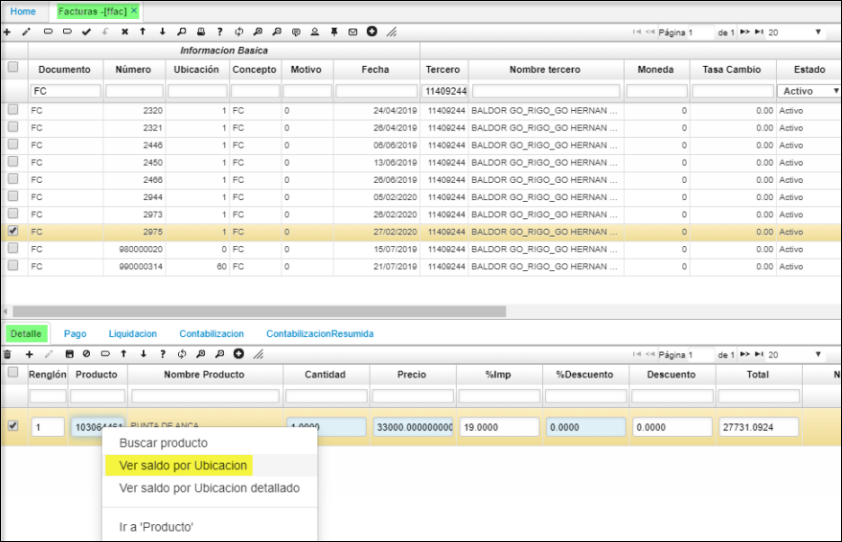 Home Facturas -[ffac] ×
Página 1 de 1 20
Informacion Basica
Documento Número Ubicación Concepto Motivo Fecha Tercero Nombre tercero Moneda Tasa Cambio Estado
FC 11409244 Activo
FC 2320 1 FC 0 24/04/2019 11409244 BALDOR GO_RIGO_GO HERNAN ... 0 0.00 Activo
FC 2321 1 FC 0 26/04/2019 11409244 BALDOR GO_RIGO_GO HERNAN ... 0 0.00 Activo
FC 2446 1 FC 0 06/06/2019 11409244 BALDOR GO_RIGO_GO HERNAN ... 0 0.00 Activo
FC 2450 1 FC 0 13/06/2019 11409244 BALDOR GO_RIGO_GO HERNAN ... 0 0.00 Activo
FC 2466 1 FC 0 26/06/2019 11409244 BALDOR GO_RIGO_GO HERNAN ... 0 0.00 Activo
FC 2944 1 FC 0 05/02/2020 11409244 BALDOR GO_RIGO_GO HERNAN ... 0 0.00 Activo
FC 2973 1 FC 0 26/02/2020 11409244 BALDOR GO_RIGO_GO HERNAN ... 0 0.00 Activo
FC 2975 1 FC 0 27/02/2020 11409244 BALDOR GO_RIGO_GO HERNAN ... 0 0.00 Activo
FC 980000020 0 FC 0 15/07/2019 11409244 BALDOR GO_RIGO_GO HERNAN ... 0 0.00 Activo
FC 990000314 60 FC 0 21/07/2019 11409244 BALDOR GO_RIGO_GO HERNAN ... 0 0.00 Activo
Detalle Pago Liquidacion Contabilizacion ContabilizacionResumida
Página 1 de 1 20
Renglón Producto Nombre Producto Cantidad Precio %Imp %Descuento Descuento Total N
1 PUNTA DE ANCA 1.0000 33000.000000000 19.0000 0.0000 0.0000 27731.0924
Buscar producto
Ver saldo por Ubicacion
Ver saldo por Ubicacion detallado
Ir a 'Producto'